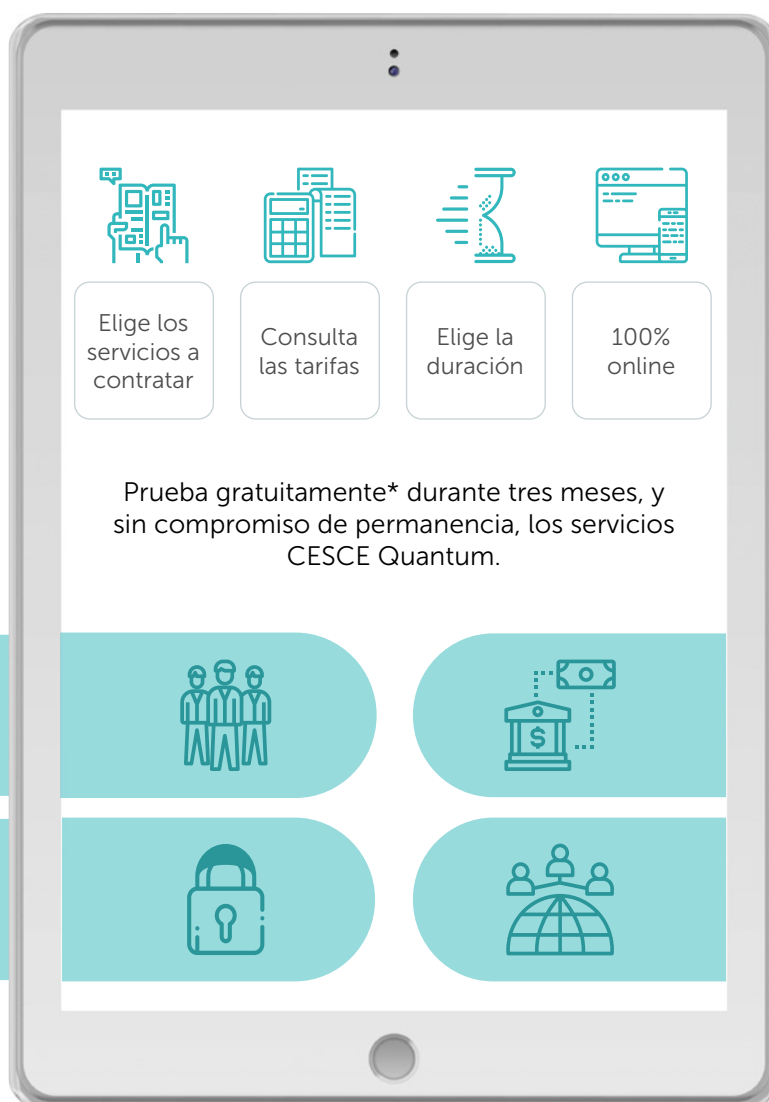 Elige los
servicios a
contratar
Consulta
las tarifas
Elige la
duración
100%
online
Prueba gratuitamente* durante tres meses, y
sin compromiso de permanencia, los servicios
CESCE Quantum.
$